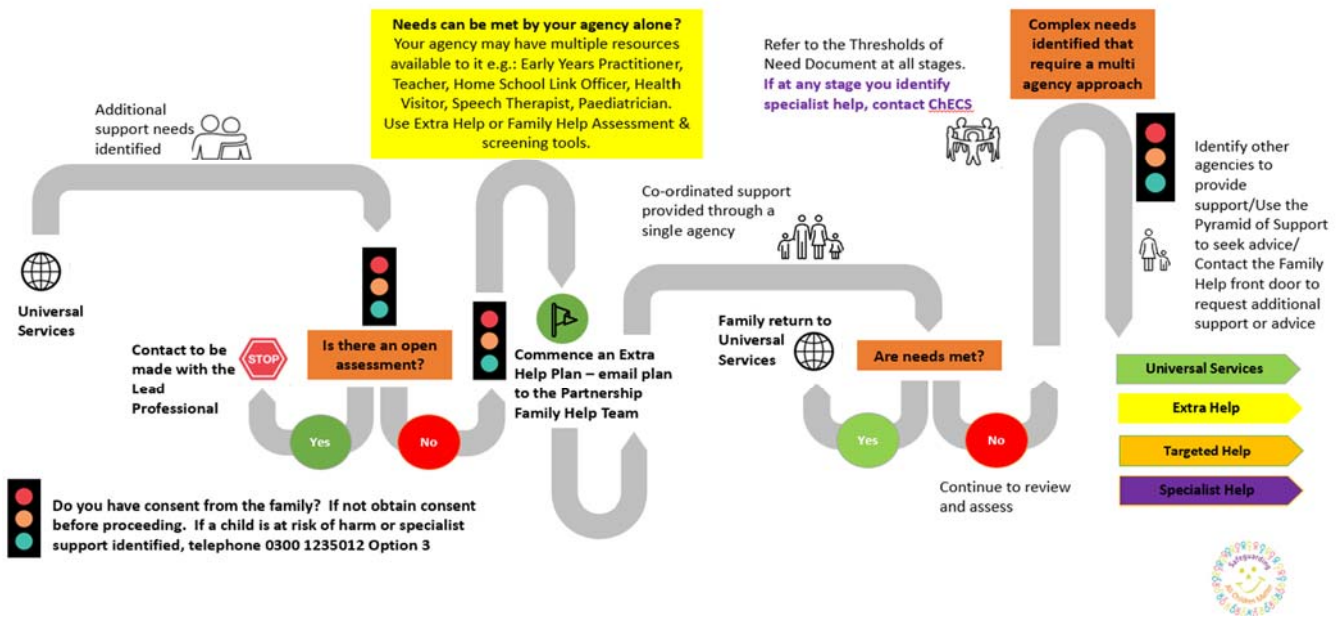 Needs can be met by your agency alone?
Your agency may have multiple resources
available to it e.g.: Early Years Practitioner,
Teacher, Home School Link Officer, Health
Visitor, Speech Therapist, Paediatrician.
Use Extra Help or Family Help Assessment &
screening tools.
Refer to the Thresholds of
Need Document at all stages.
If at any stage you identify
specialist help, contact ChECS
Complex needs
identified that
require a multi
agency approach
Additional
support needs
identified
Identify other
agencies to
provide
support/Use the
Pyramid of Support
to seek advice/
Contact the Family
Help front door to
request additional
support or advice
Co-ordinated support
provided through a
single agency
Universal
Services
Contact to be
made with the
Lead
Professional
STOP
Is there an open
assessment?
Yes
No
Commence an Extra
Help Plan – email plan
to the Partnership
Family Help Team
Family return to
Universal
Services
Are needs met?
Yes
No
Continue to review
and assess
Universal Services
Extra Help
Targeted Help
Specialist Help
Do you have consent from the family? If not obtain consent
before proceeding. If a child is at risk of harm or specialist
support identified, telephone 0300 1235012 Option 3
Safeguarding
All Children Matter